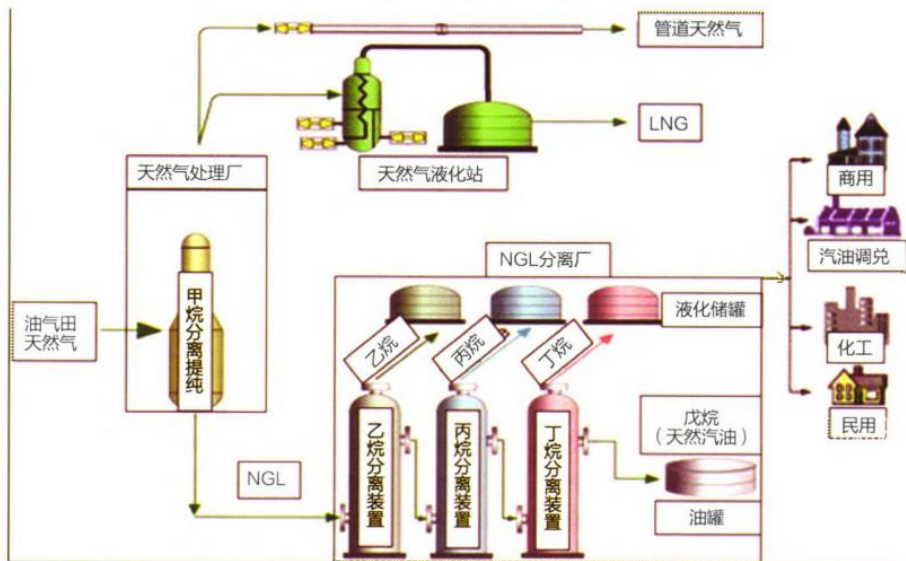 管道天然气
LNG
天然气处理厂
天然气液化站
商用
汽油调兑
NGL分离厂
油气田
天然气
甲烷分离提纯
液化储罐
乙烷
丙烷
丁烷
化工
民用
乙烷分离装置
丙烷分离装置
丁烷分离装置
戊烷
（天然汽油）
NGL
油罐